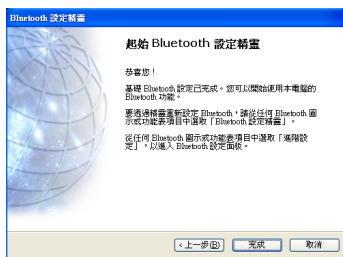 Bluetooth 設定精靈
起始 Bluetooth 設定精靈
恭喜您！
基礎 Bluetooth 設定已完成。您可以開始使用本電腦的
Bluetooth 功能。
要透過精靈重新設定 Bluetooth，請從任何 Bluetooth 圖
示或功能表項目中選取「Bluetooth 設定精靈」。
從任何 Bluetooth 圖示或功能表項目中選取「進階設
定」，以進入 Bluetooth 設定面板。
<上一步(B)
完成
取消